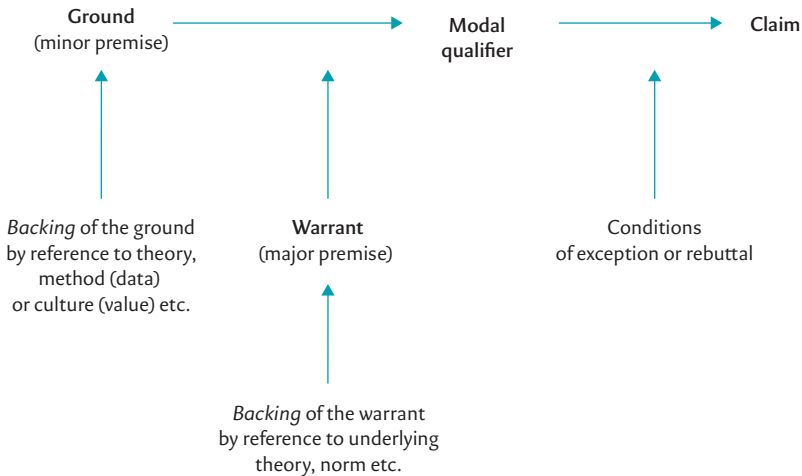 Ground
(minor premise)
Modal
qualifier
Claim
Backing of the ground
by reference to theory,
method (data)
or culture (value) etc.
Warrant
(major premise)
Conditions
of exception or rebuttal
Backing of the warrant
by reference to underlying
theory, norm etc.